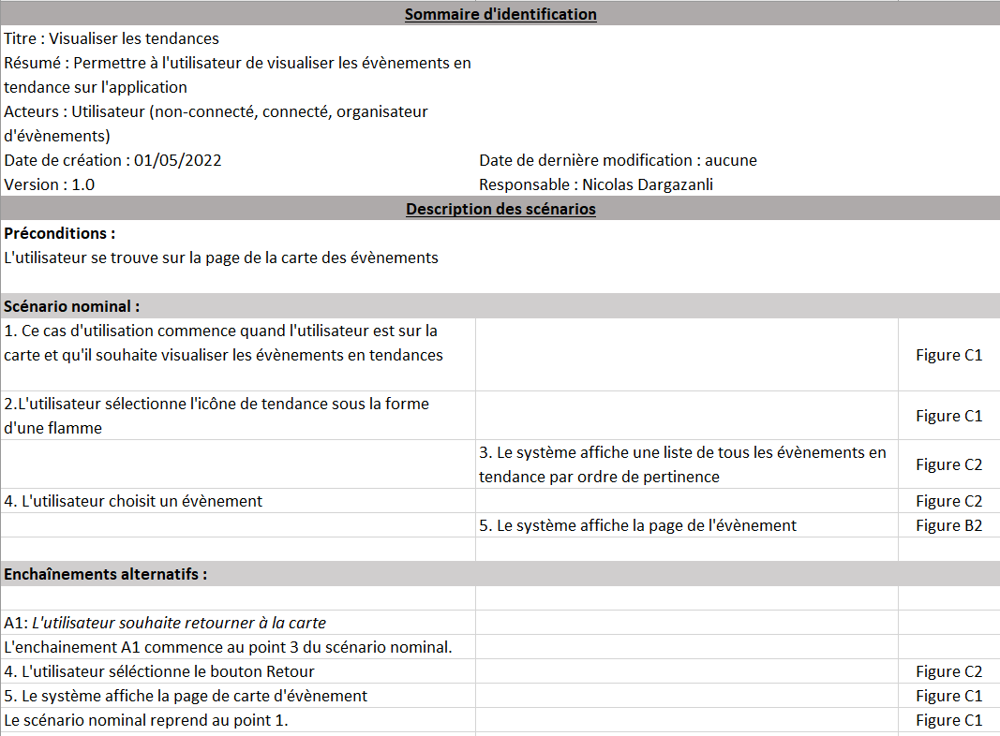 Sommaire d'identification
Titre : Visualiser les tendances
Résumé : Permettre à l'utilisateur de visualiser les évènements en
tendance sur l'application
Acteurs : Utilisateur (non-connecté, connecté, organisateur
d'évènements)
Date de création : 01/05/2022
Date de dernière modification : aucune
Version : 1.0
Responsable : Nicolas Dargazanli
Description des scénarios
Préconditions :
L'utilisateur se trouve sur la page de la carte des évènements
Scénario nominal :
1. Ce cas d'utilisation commence quand l'utilisateur est sur la
carte et qu'il souhaite visualiser les évènements en tendances
Figure C1
2.L'utilisateur sélectionne l'icône de tendance sous la forme
d'une flamme
Figure C1
3. Le système affiche une liste de tous les évènements en
tendance par ordre de pertinence
Figure C2
4. L'utilisateur choisit un évènement
Figure C2
5. Le système affiche la page de l'évènement
Figure B2
Enchaînements alternatifs :
A1: L'utilisateur souhaite retourner à la carte
L'enchainement A1 commence au point 3 du scénario nominal.
4. L'utilisateur séléctionne le bouton Retour
Figure C2
5. Le système affiche la page de carte d'évènement
Figure C1
Le scénario nominal reprend au point 1.
Figure C1